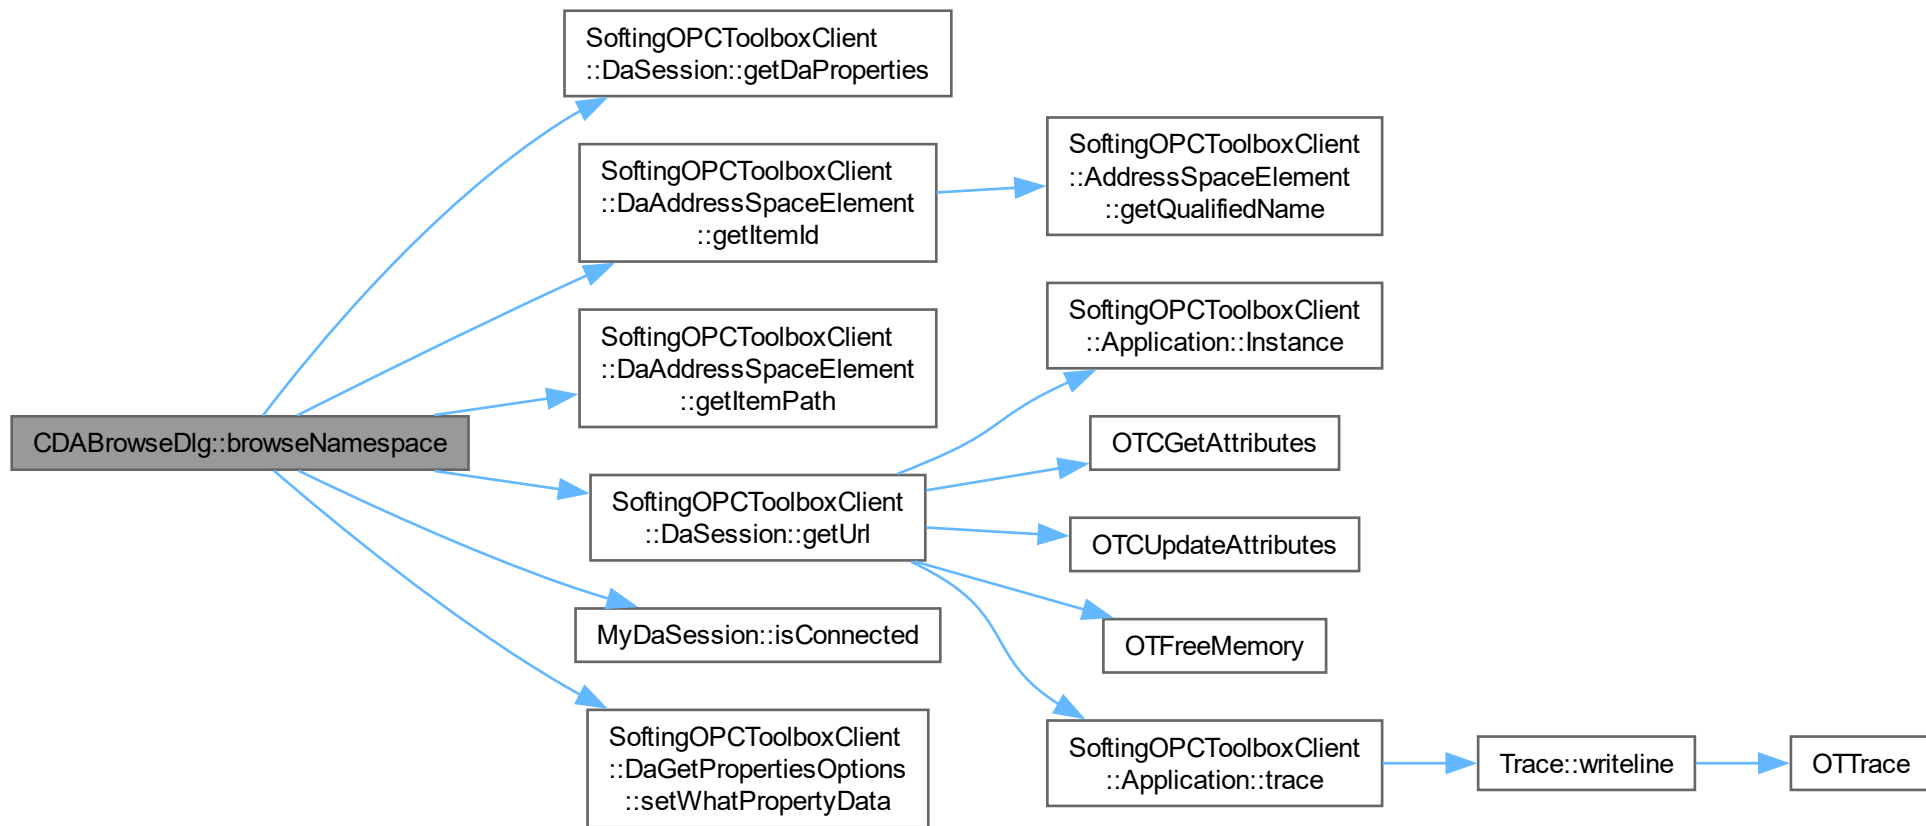 SoftingOPCToolboxClient
::DaSession::getDaProperties
SoftingOPCToolboxClient
::DaAddressSpaceElement
::getItemId
SoftingOPCToolboxClient
::AddressSpaceElement
::getQualifiedName
SoftingOPCToolboxClient
::DaAddressSpaceElement
::getItemPath
SoftingOPCToolboxClient
::Application::Instance
CDABrowseDlg::browseNamespace
OTCGetAttributes
SoftingOPCToolboxClient
::DaSession::getUrl
OTCUpdateAttributes
MyDaSession::isConnected
OTFreeMemory
SoftingOPCToolboxClient
::DaGetPropertiesOptions
::setWhatPropertyData
SoftingOPCToolboxClient
::Application::trace
Trace::writeline
OTTrace